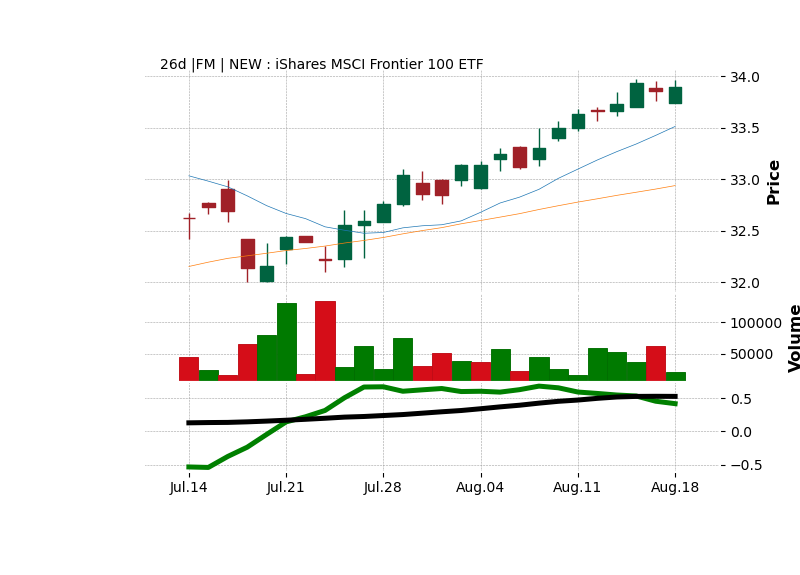 26d |FM | NEW : iShares MSCI Frontier 100 ETF
34.0
33.5
33.0
32.5
32.0
Price
100000
50000
Volume
0.5
0.0
−0.5
Jul.14 Jul.21 Jul.28 Aug.04 Aug.11 Aug.18